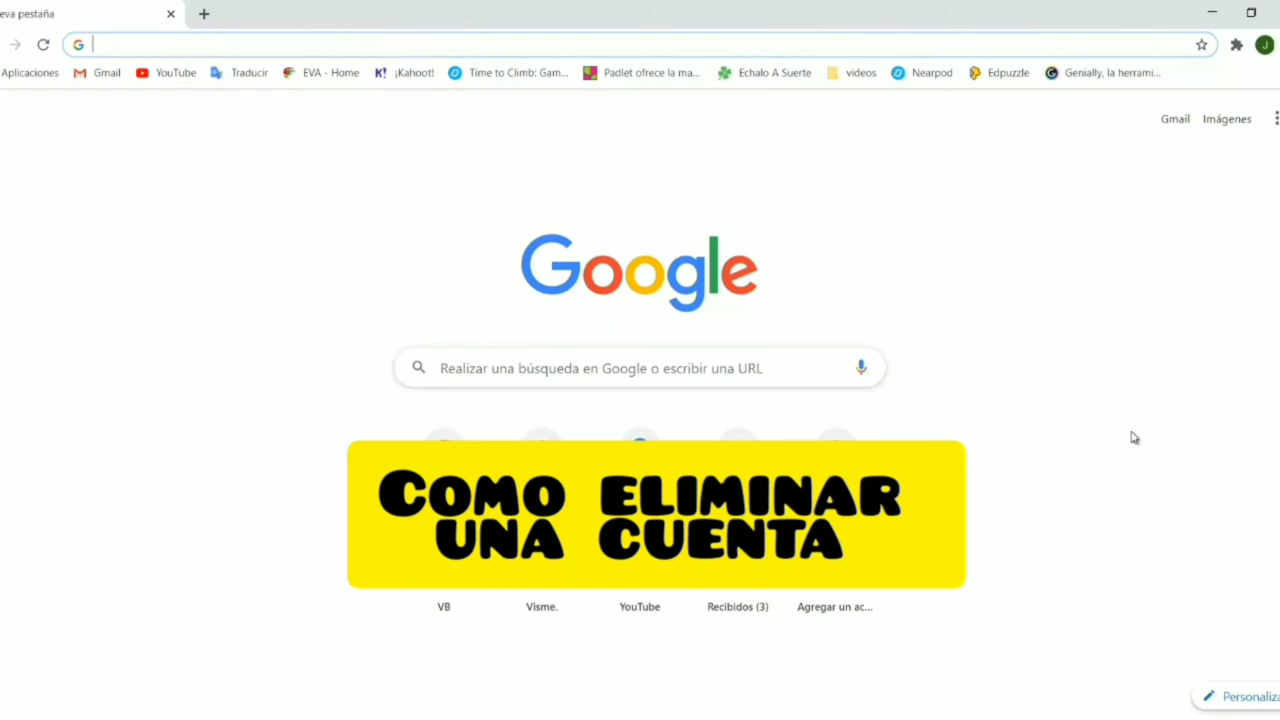 eva pestaña
Aplicaciones Gmail YouTube Traducir EVA - Home K! ¡Kahoot! Time to Climb: Gam... Padlet ofrece la ma... Echalo A Suerte videos Nearpod Edpuzzle Genially, la herrami...
J
Gmail Imágenes
Google
Realizar una búsqueda en Google o escribir una URL
Como eliminar
una cuenta
VB Visme. YouTube Recibidos (3) Agregar un ac...
Personaliza